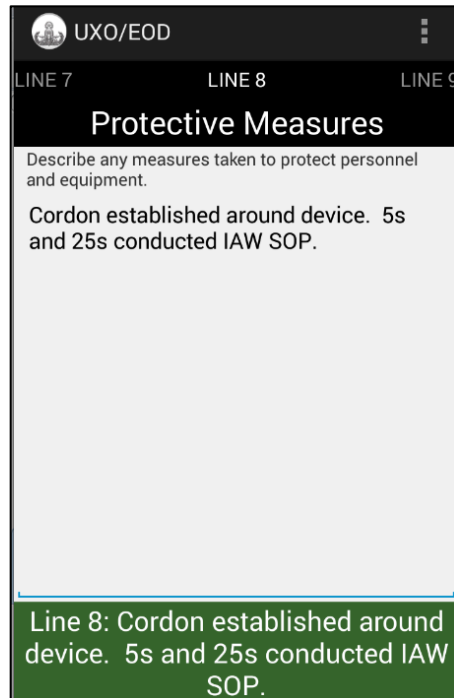 UXO/EOD
LINE 7 LINE 8 LINE 9
Protective Measures
Describe any measures taken to protect personnel
and equipment.
Cordon established around device.  5s
and 25s conducted IAW SOP.
Line 8: Cordon established around
device.  5s and 25s conducted IAW
SOP.